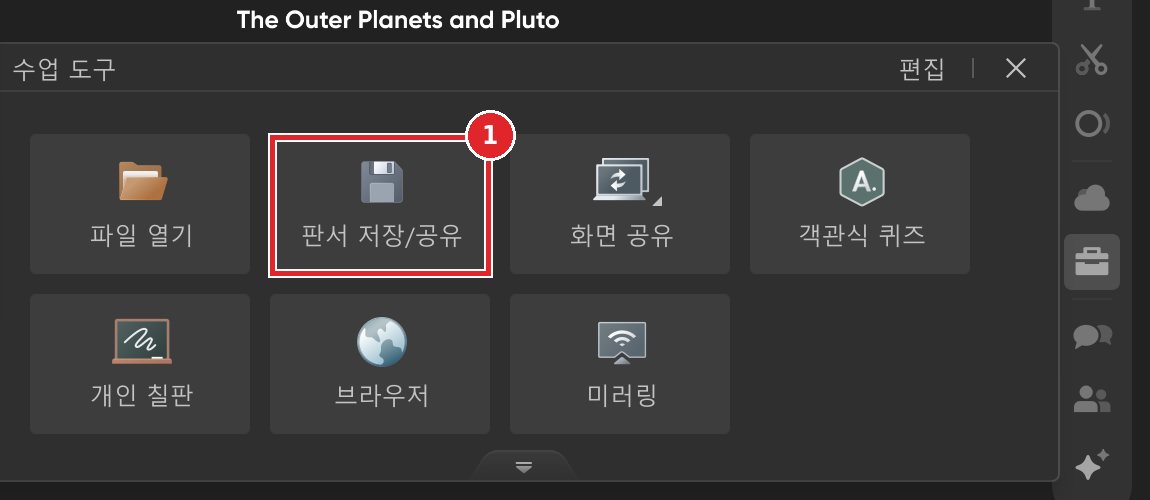 The Outer Planets and Pluto
수업 도구
편집
1
파일 열기
판서 저장/공유
화면 공유
A.
객관식 퀴즈
개인 칠판
브라우저
미러링